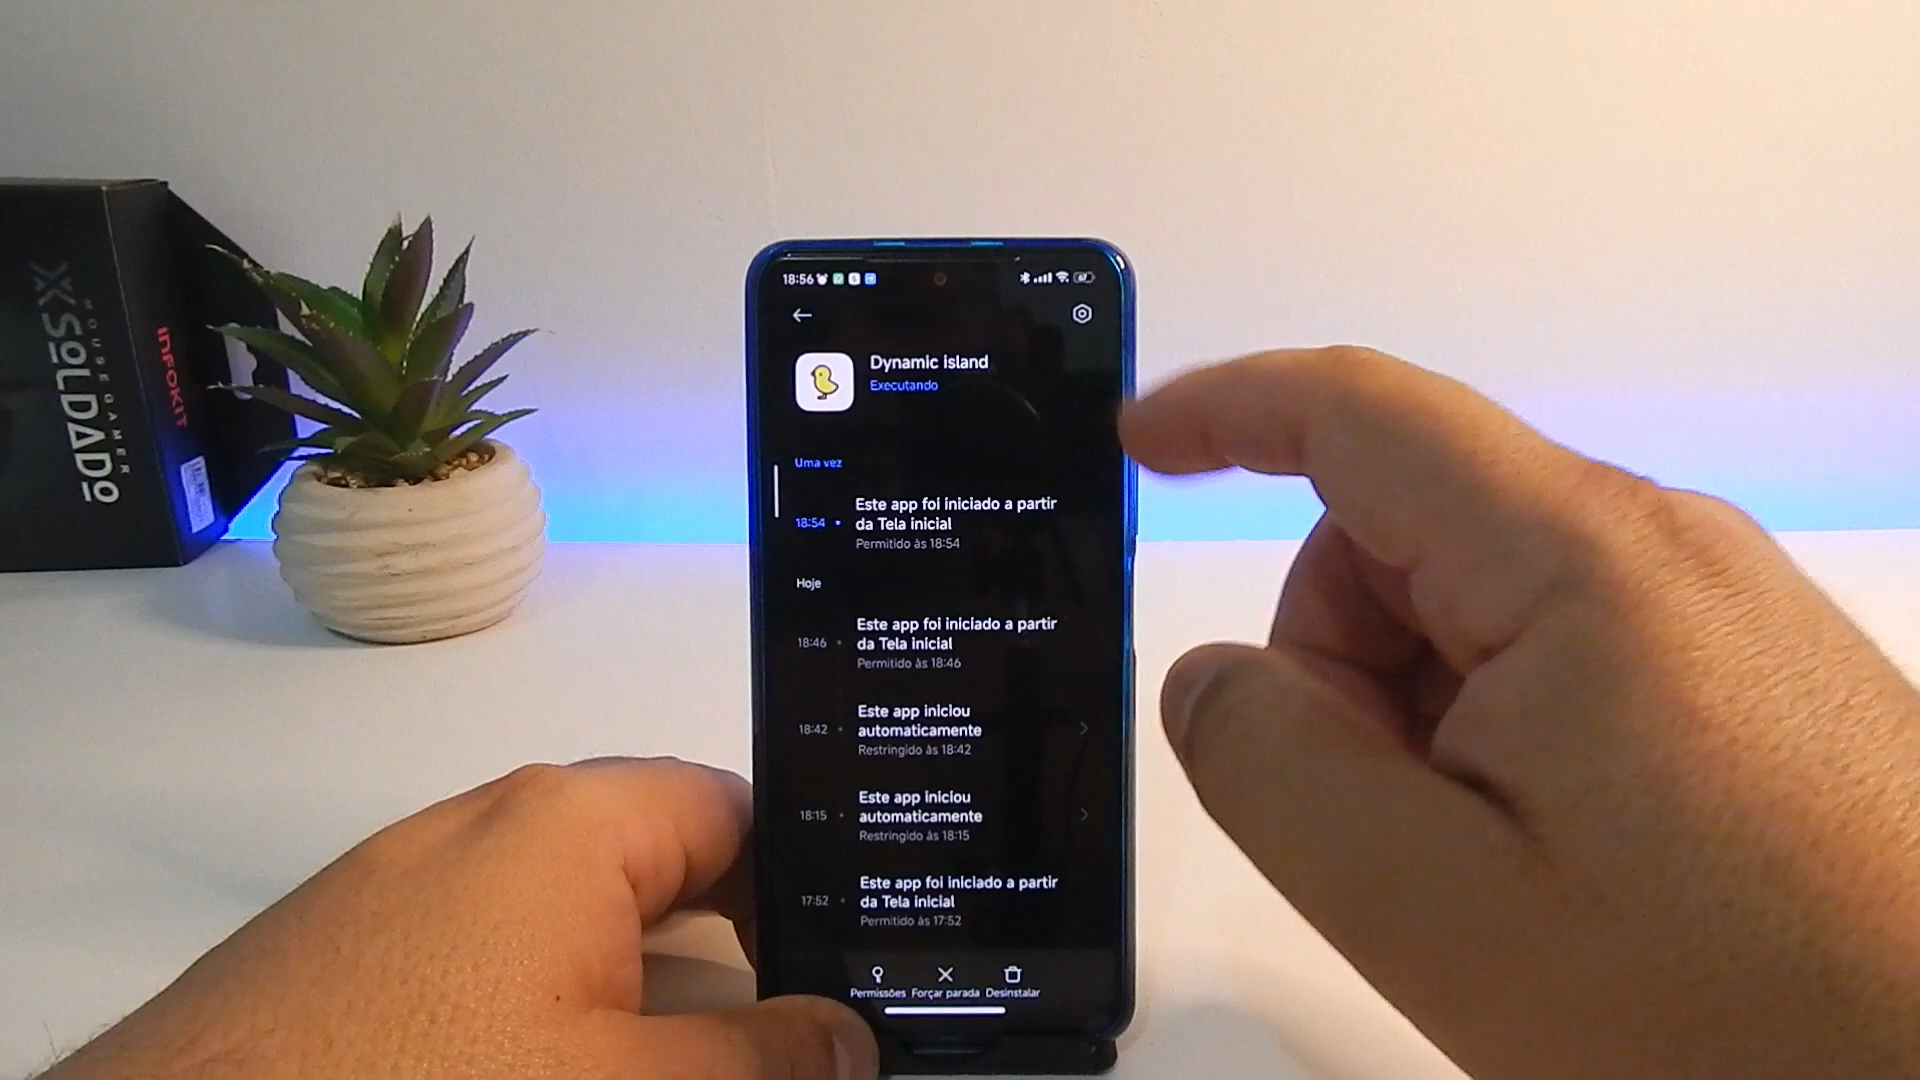 XSOLDADO
MOUSE GAMER
INFOKIT
18:56
67
Dynamic island
Executando
Uma vez
Este app foi iniciado a partir
18:54
da Tela inicial
Permitido às 18:54
Hoje
Este app foi iniciado a partir
18:46
da Tela inicial
Permitido às 18:46
Este app iniciou
18:42
automaticamente
Restringido às 18:42
Este app iniciou
18:15
automaticamente
Restringido às 18:15
Este app foi iniciado a partir
17:52
da Tela inicial
Permitido às 17:52
Permissões Forçar parada Desinstalar